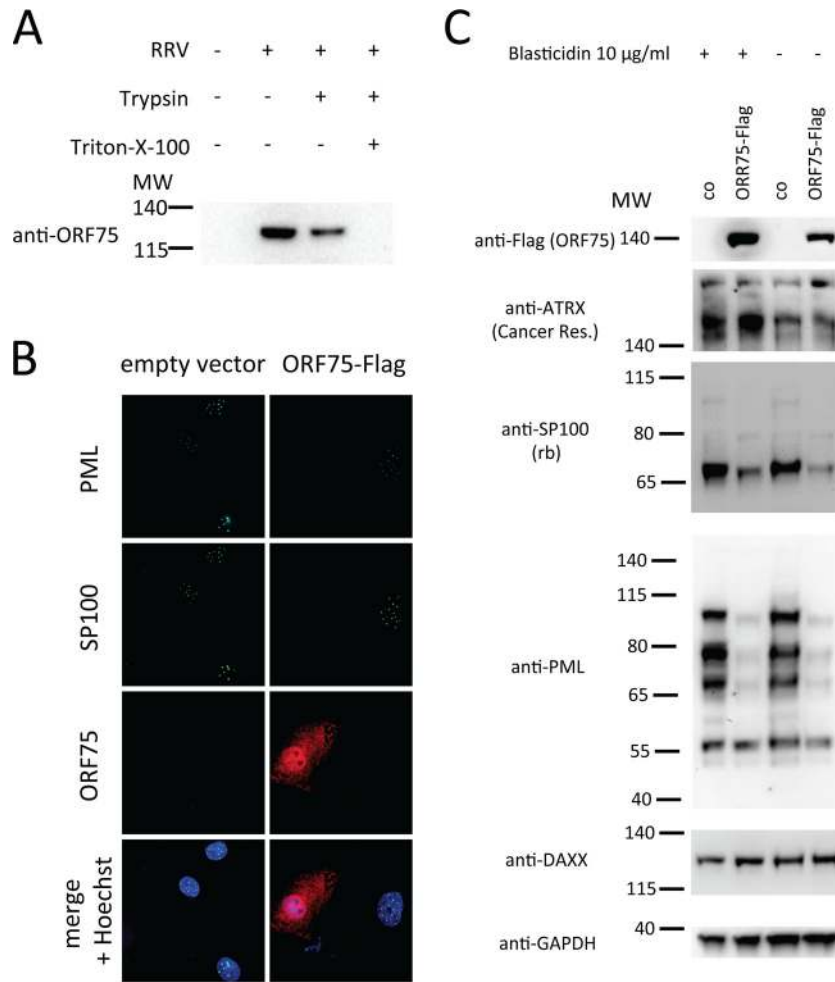 A
RRV - + + +
Trypsin - - + +
Triton-X-100 - - - +
MW
140
anti-ORF75
115
B
empty vector ORF75-Flag
PML
SP100
ORF75
merge
+ Hoechst
C
Blasticidin 10 µg/ml + + - -
MW
co
ORR75-Flag
co
ORF75-Flag
anti-Flag (ORF75) 140
anti-ATRX
(Cancer Res.)
140
115
anti-SP100
(rb)
80
65
140
115
anti-PML
80
65
55
40
140
anti-DAXX
115
40
anti-GAPDH